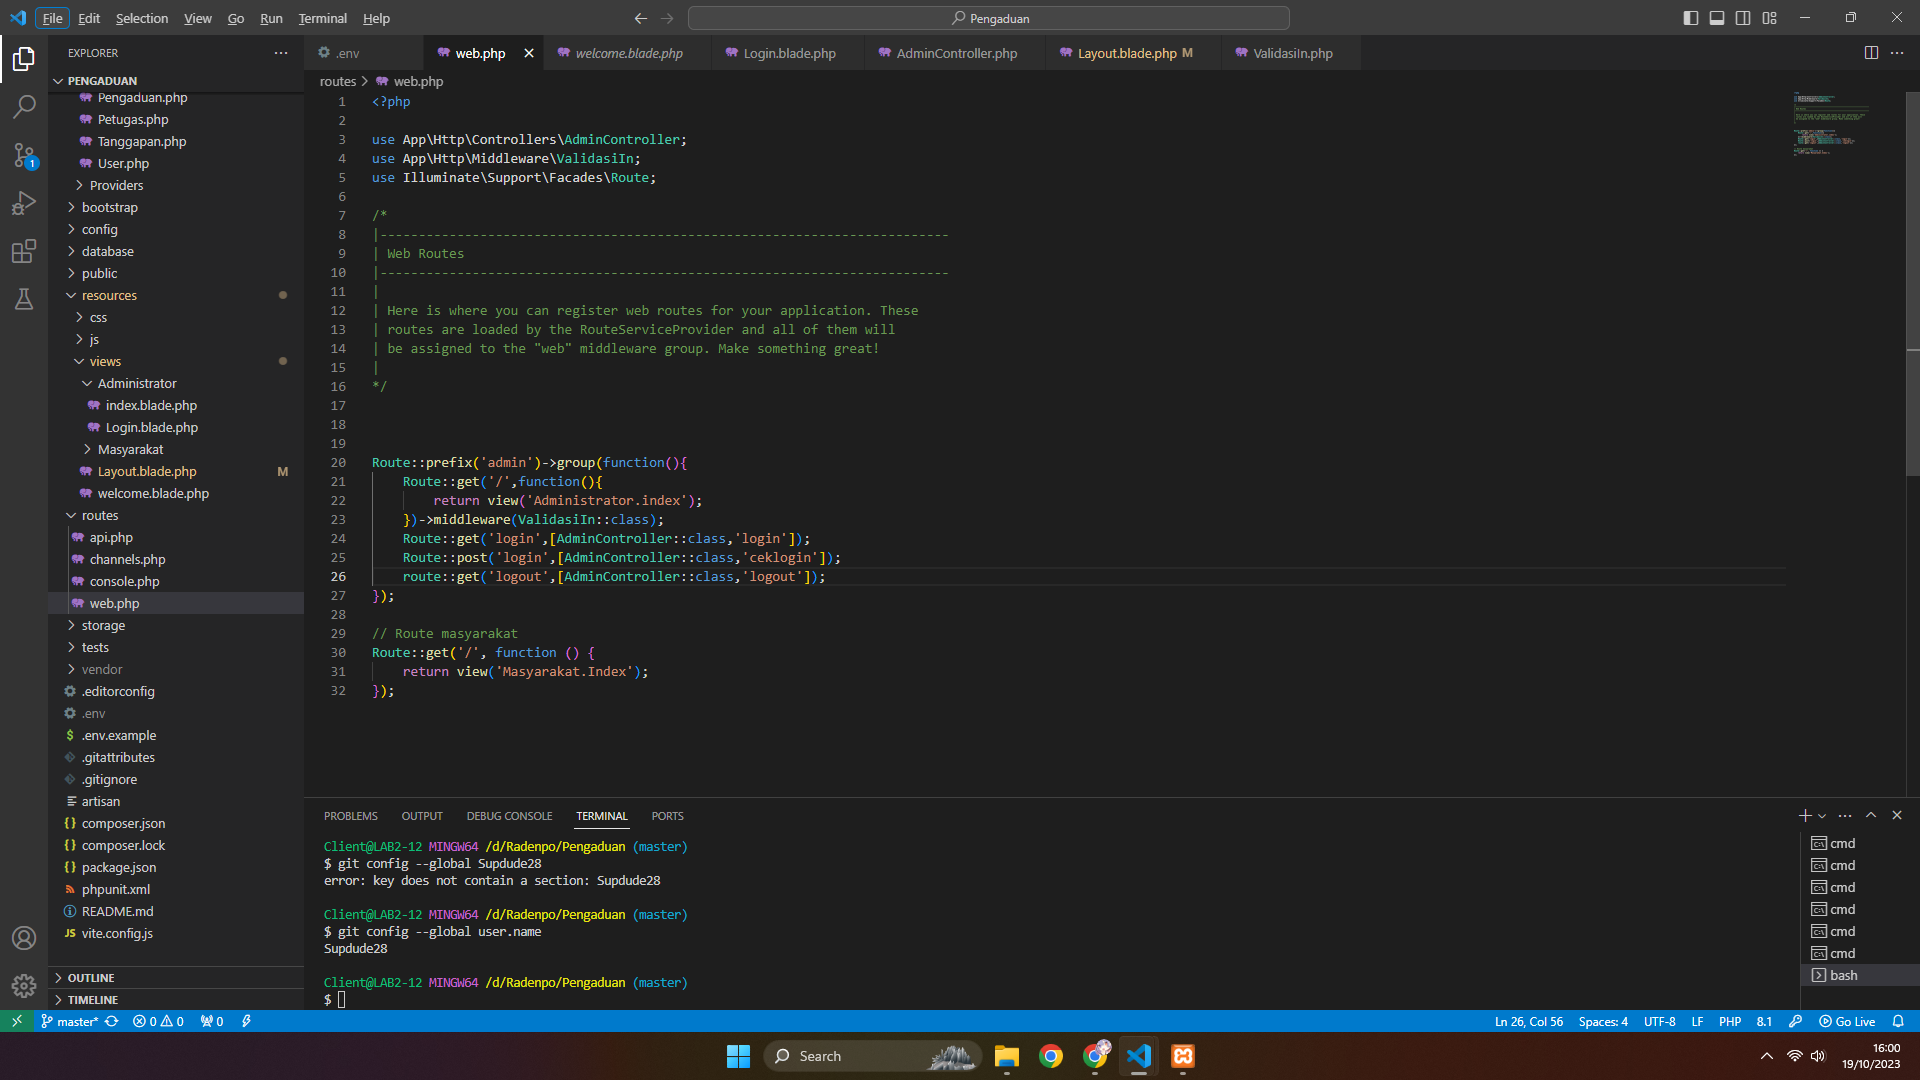 File Edit Selection View Go Run Terminal Help
Pengaduan
EXPLORER
PENGADUAN
Pengaduan.php
Petugas.php
Tanggapan.php
User.php
Providers
bootstrap
config
database
public
resources
css
js
views
Administrator
index.blade.php
Login.blade.php
Masyarakat
Layout.blade.php M
welcome.blade.php
routes
api.php
channels.php
console.php
web.php
storage
tests
vendor
.editorconfig
.env
.env.example
.gitattributes
.gitignore
artisan
composer.json
composer.lock
package.json
phpunit.xml
README.md
vite.config.js
OUTLINE
TIMELINE
1
.env web.php welcome.blade.php Login.blade.php AdminController.php Layout.blade.php M ValidasiIn.php
routes > web.php
1 <?php
2
3 use App\Http\Controllers\AdminController;
4 use App\Http\Middleware\ValidasiIn;
5 use Illuminate\Support\Facades\Route;
6
7 /*
8 |--------------------------------------------------------------------------
9 | Web Routes
10 |--------------------------------------------------------------------------
11 |
12 | Here is where you can register web routes for your application. These
13 | routes are loaded by the RouteServiceProvider and all of them will
14 | be assigned to the "web" middleware group. Make something great!
15 |
16 */
17
18
19
20 Route::prefix('admin')->group(function(){
21 Route::get('/',function(){
22 return view('Administrator.index');
23 })->middleware(ValidasiIn::class);
24 Route::get('login',[AdminController::class,'login']);
25 Route::post('login',[AdminController::class,'ceklogin']);
26 route::get('logout',[AdminController::class,'logout']);
27 });
28
29 // Route masyarakat
30 Route::get('/', function () {
31 return view('Masyarakat.Index');
32 });
PROBLEMS OUTPUT DEBUG CONSOLE TERMINAL PORTS
Client@LAB2-12 MINGW64 /d/Radenpo/Pengaduan (master)
$ git config --global Supdude28
error: key does not contain a section: Supdude28
Client@LAB2-12 MINGW64 /d/Radenpo/Pengaduan (master)
$ git config --global user.name
Supdude28
Client@LAB2-12 MINGW64 /d/Radenpo/Pengaduan (master)
$
cmd
cmd
cmd
cmd
cmd
cmd
bash
master* 0 0 0 Ln 26, Col 56 Spaces: 4 UTF-8 LF PHP 8.1 Go Live
Search
16:00
19/10/2023